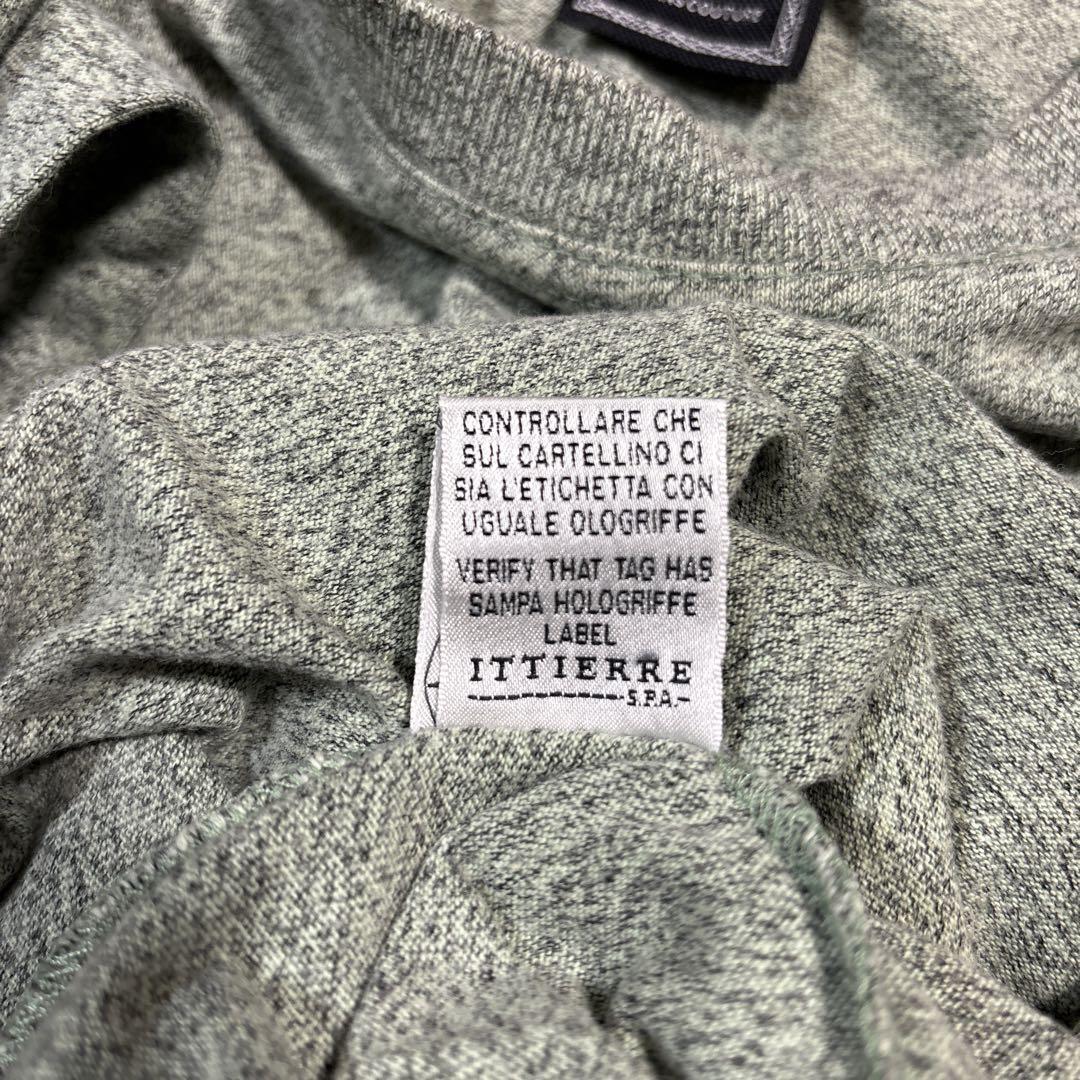 CONTROLLARE CHE
SUL CARTELLINO CI
SIA L'ETICHETTA CON
UGUALE OLOGRIFFE
VERIFY THAT TAG HAS
SAMPA HOLOGRIFFE
LABEL
ITTIERRE
S.P.A.